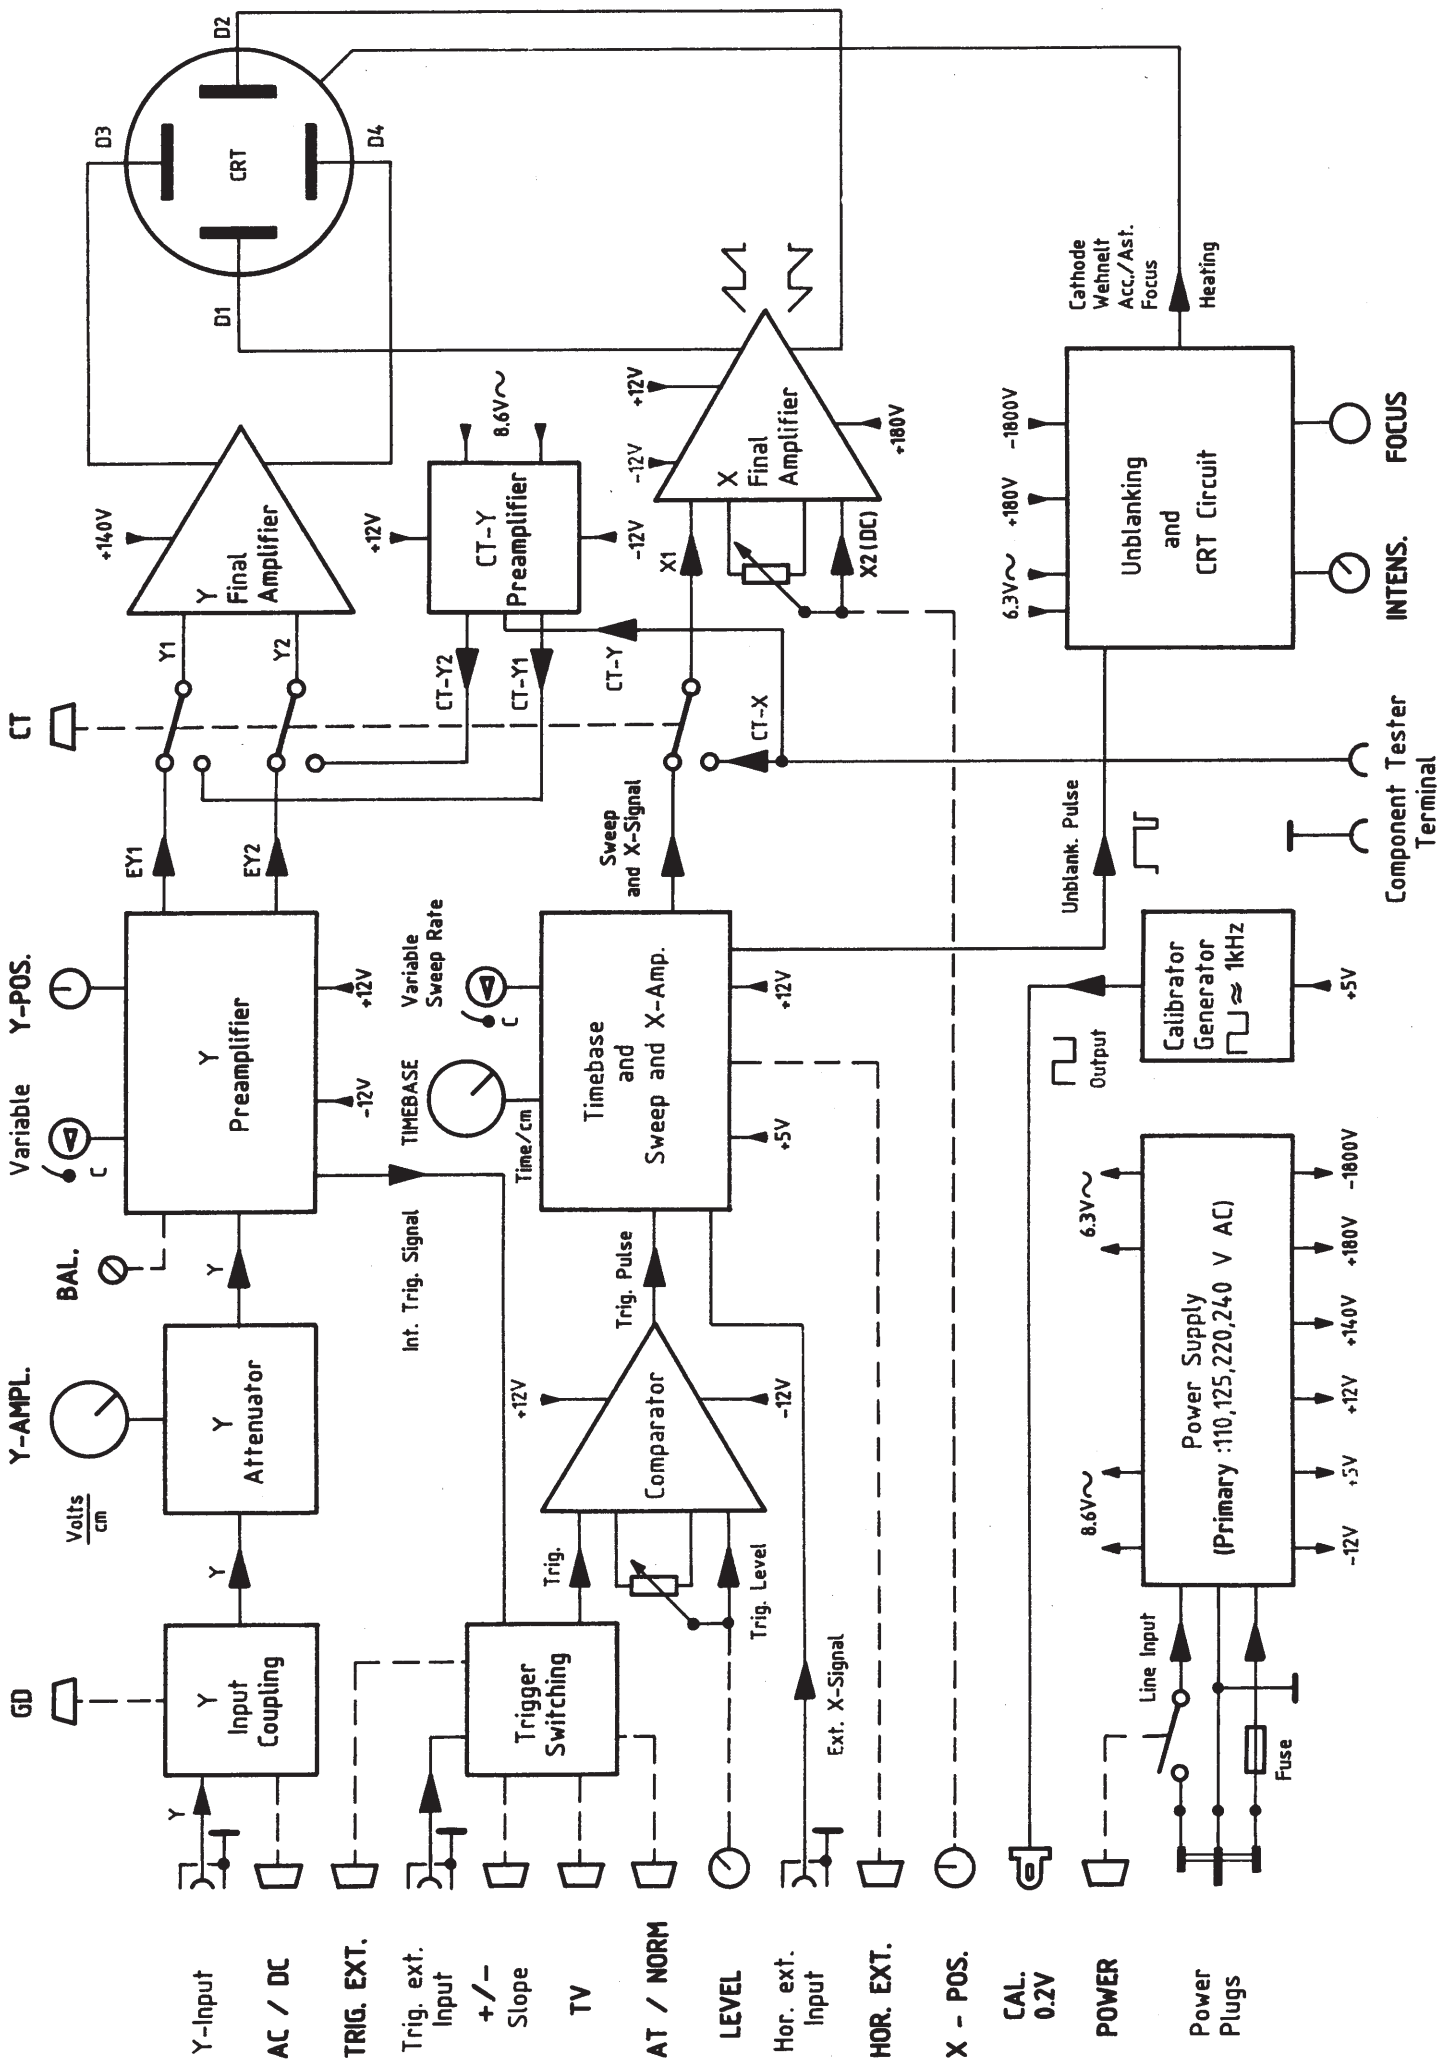 GD
Y-AMPL.
Volts
cm
BAL.
Variable
C
Y-POS.
CT
Y-Input
Y
Y
Input
Coupling
Y
Y
Attenuator
Y
Y
Preamplifier
-12V
+12V
EY1
EY2
Y1
Y2
+140V
Y
Final
Amplifier
D3
D1
CRT
D2
D4
AC / DC
TRIG. EXT.
Trig. ext.
Input
+/-
Slope
TV
AT / NORM
Trigger
Switching
Int. Trig. Signal
Trig.
+12V
Comparator
-12V
Trig. Level
Trig. Pulse
TIMEBASE
Time/cm
Variable
Sweep Rate
C
Timebase
and
Sweep and X-Amp.
+5V
+12V
Sweep
and X-Signal
CT-Y2
CT-Y1
CT-Y
CT-X
+12V
CT-Y
Preamplifier
-12V
8.6V~
X1
X2(DC)
-12V
+12V
X
Final
Amplifier
+180V
LEVEL
Hor. ext.
Input
Ext. X-Signal
HOR. EXT.
X - POS.
CAL.
0.2V
Output
Calibrator
Generator
≈ 1kHz
+5V
Unblank. Pulse
6.3V~
+180V
-1800V
Unblanking
and
CRT Circuit
Cathode
Wehnelt
Acc./Ast.
Focus
Heating
INTENS.
FOCUS
Component Tester
Terminal
POWER
Power
Plugs
Line Input
Fuse
8.6V~
6.3V~
Power Supply
(Primary :110,125,220,240 V AC)
-12V
+5V
+12V
+140V
+180V
-1800V